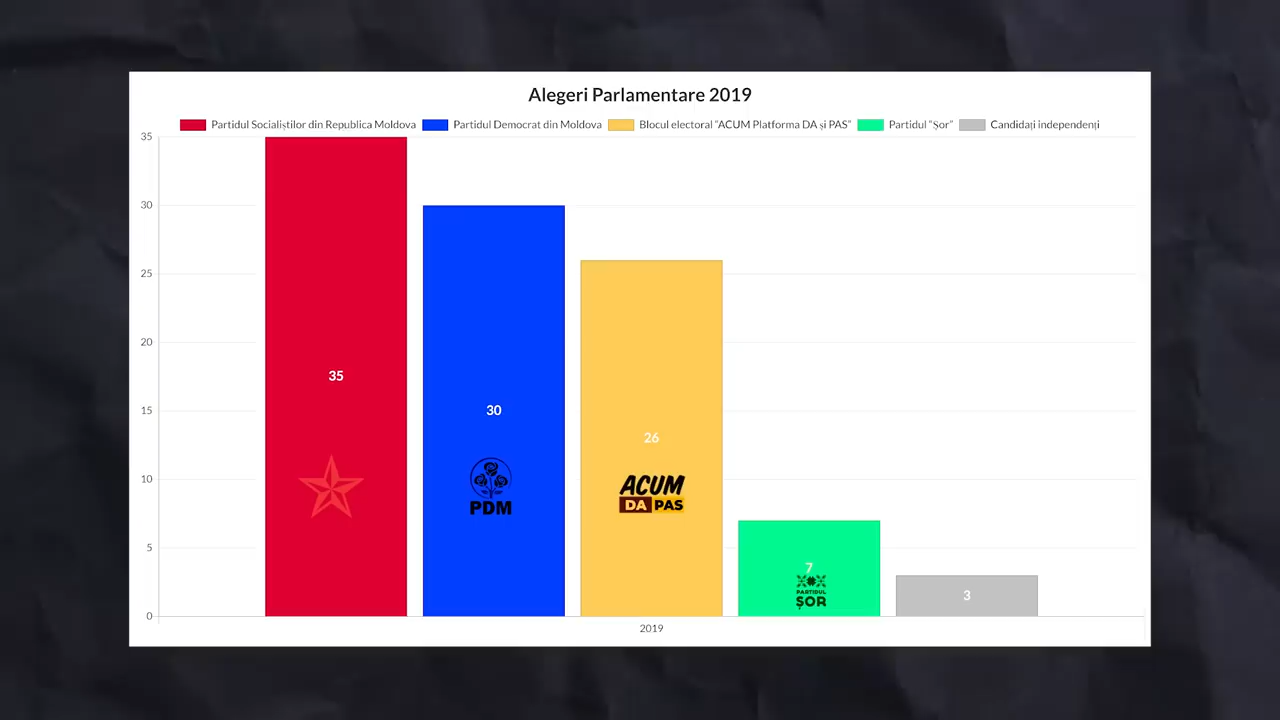 Alegeri Parlamentare 2019
Partidul Socialiștilor din Republica Moldova Partidul Democrat din Moldova Blocul electoral "ACUM Platforma DA și PAS" Partidul "Șor" Candidați independenți
35
30
25
20
15
10
5
0
35
30
26
7
3
PDM
ACUM
DA PAS
PARTIDUL
ȘOR
2019